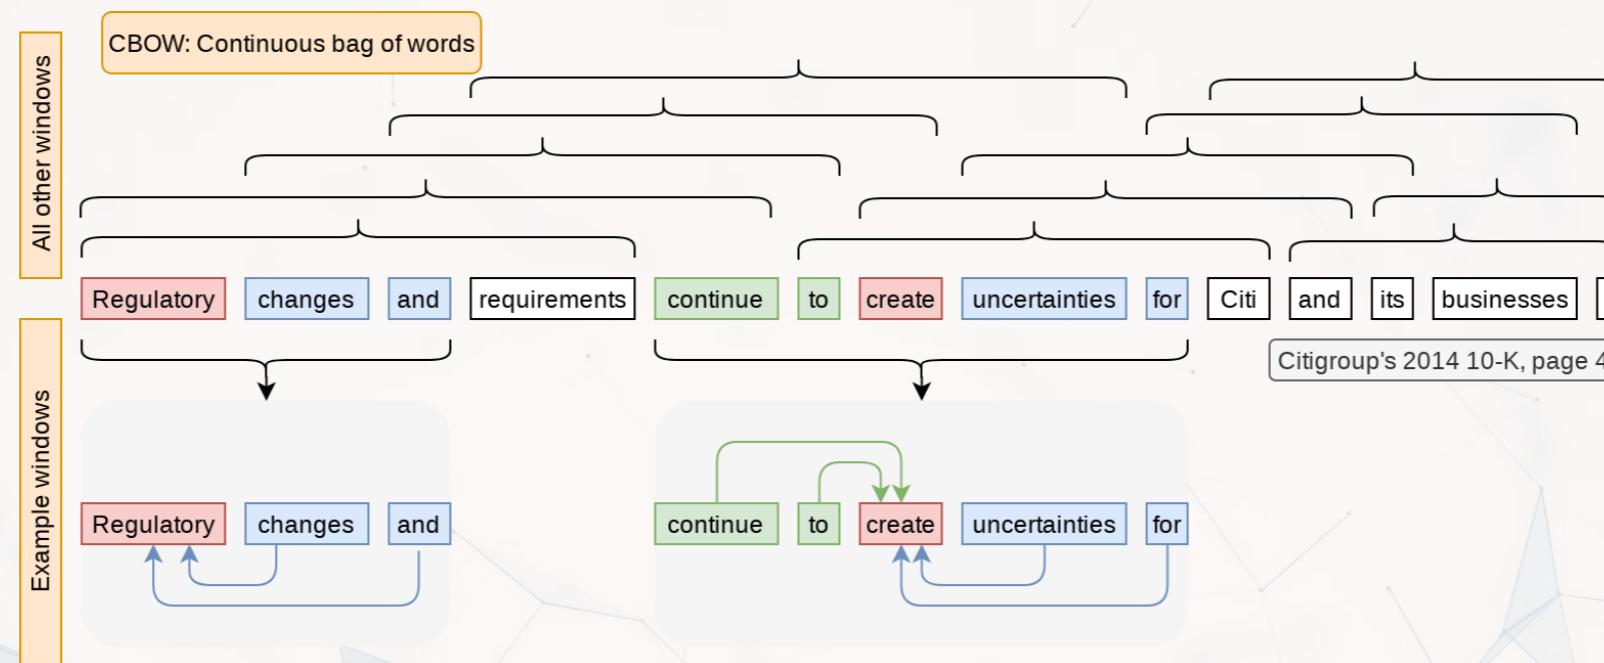 CBOW: Continuous bag of words
All other windows
Regulatory changes and requirements continue to create uncertainties for Citi and its businesses
Citigroup's 2014 10-K, page 4
Example windows
Regulatory changes and continue to create uncertainties for